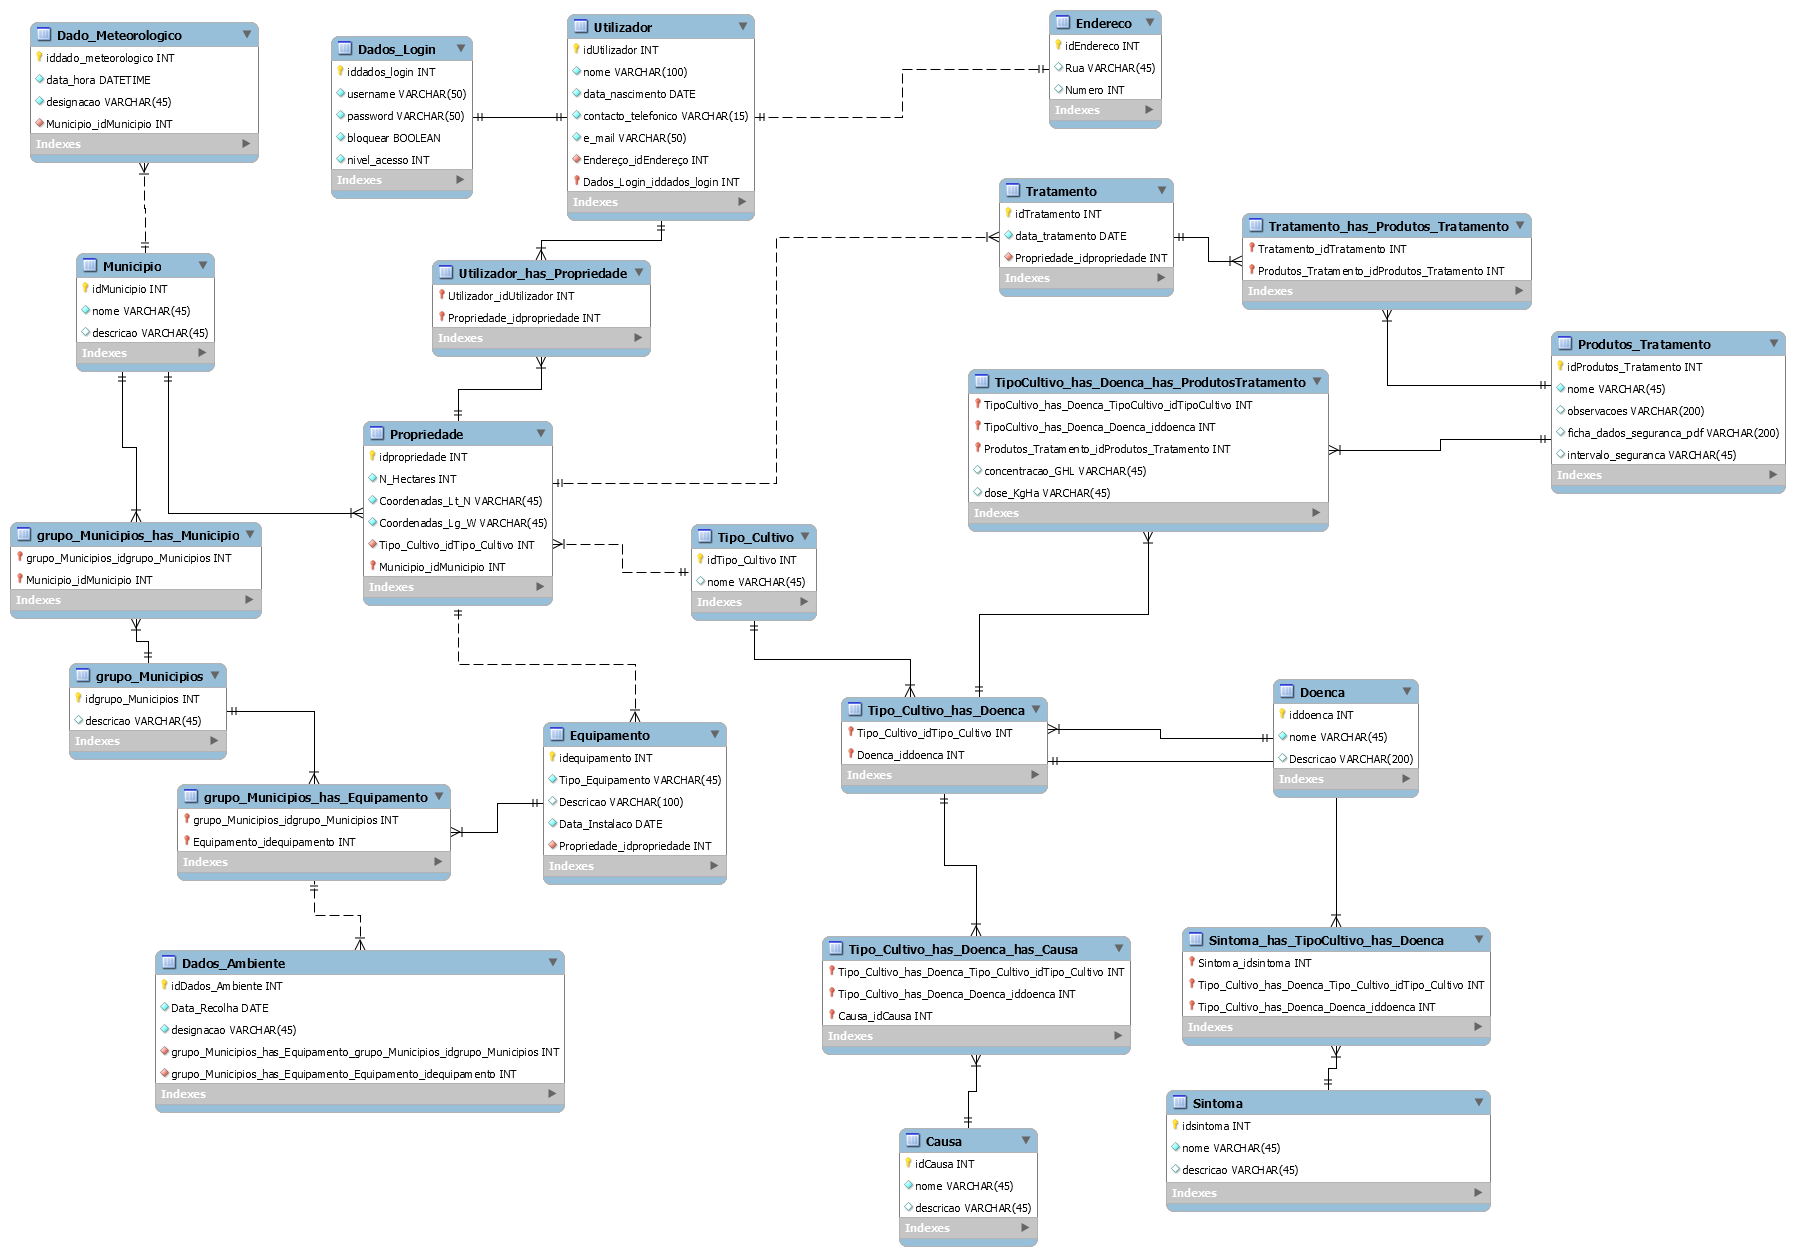 Dado_Meteorologico
iddado_meteorologico INT
data_hora DATETIME
designacao VARCHAR(45)
Municipio_idMunicipio INT
Indexes
Dados_Login
iddados_login INT
username VARCHAR(50)
password VARCHAR(50)
bloquear BOOLEAN
nivel_acesso INT
Indexes
Utilizador
idUtilizador INT
nome VARCHAR(100)
data_nascimento DATE
contacto_telefonico VARCHAR(15)
e_mail VARCHAR(50)
Endereço_idEndereço INT
Dados_Login_iddados_login INT
Indexes
Endereco
idEndereco INT
Rua VARCHAR(45)
Numero INT
Indexes
Tratamento
idTratamento INT
data_tratamento DATE
Propriedade_idpropriedade INT
Indexes
Tratamento_has_Produtos_Tratamento
Tratamento_idTratamento INT
Produtos_Tratamento_idProdutos_Tratamento INT
Indexes
Municipio
idMunicipio INT
nome VARCHAR(45)
descricao VARCHAR(45)
Indexes
Utilizador_has_Propriedade
Utilizador_idUtilizador INT
Propriedade_idpropriedade INT
Indexes
Produtos_Tratamento
idProdutos_Tratamento INT
nome VARCHAR(45)
observacoes VARCHAR(200)
ficha_dados_seguranca_pdf VARCHAR(200)
intervalo_seguranca VARCHAR(45)
Indexes
TipoCultivo_has_Doenca_has_ProdutosTratamento
TipoCultivo_has_Doenca_TipoCultivo_idTipoCultivo INT
TipoCultivo_has_Doenca_Doenca_iddoenca INT
Produtos_Tratamento_idProdutos_Tratamento INT
concentracao_GHL VARCHAR(45)
dose_KgHa VARCHAR(45)
Indexes
Propriedade
idpropriedade INT
N_Hectares INT
Coordenadas_Lt_N VARCHAR(45)
Coordenadas_Lg_W VARCHAR(45)
Tipo_Cultivo_idTipo_Cultivo INT
Municipio_idMunicipio INT
Indexes
grupo_Municipios_has_Municipio
grupo_Municipios_idgrupo_Municipios INT
Municipio_idMunicipio INT
Indexes
Tipo_Cultivo
idTipo_Cultivo INT
nome VARCHAR(45)
Indexes
grupo_Municipios
idgrupo_Municipios INT
descricao VARCHAR(45)
Indexes
Tipo_Cultivo_has_Doenca
Tipo_Cultivo_idTipo_Cultivo INT
Doenca_iddoenca INT
Indexes
Doenca
iddoenca INT
nome VARCHAR(45)
Descricao VARCHAR(200)
Indexes
Equipamento
idequipamento INT
Tipo_Equipamento VARCHAR(45)
Descricao VARCHAR(100)
Data_Instalaco DATE
Propriedade_idpropriedade INT
Indexes
grupo_Municipios_has_Equipamento
grupo_Municipios_idgrupo_Municipios INT
Equipamento_idequipamento INT
Indexes
Dados_Ambiente
idDados_Ambiente INT
Data_Recolha DATE
designacao VARCHAR(45)
grupo_Municipios_has_Equipamento_grupo_Municipios_idgrupo_Municipios INT
grupo_Municipios_has_Equipamento_Equipamento_idequipamento INT
Indexes
Tipo_Cultivo_has_Doenca_has_Causa
Tipo_Cultivo_has_Doenca_Tipo_Cultivo_idTipo_Cultivo INT
Tipo_Cultivo_has_Doenca_Doenca_iddoenca INT
Causa_idCausa INT
Indexes
Sintoma_has_TipoCultivo_has_Doenca
Sintoma_idsintoma INT
Tipo_Cultivo_has_Doenca_Tipo_Cultivo_idTipo_Cultivo INT
Tipo_Cultivo_has_Doenca_Doenca_iddoenca INT
Indexes
Sintoma
idsintoma INT
nome VARCHAR(45)
descricao VARCHAR(45)
Indexes
Causa
idCausa INT
nome VARCHAR(45)
descricao VARCHAR(45)
Indexes